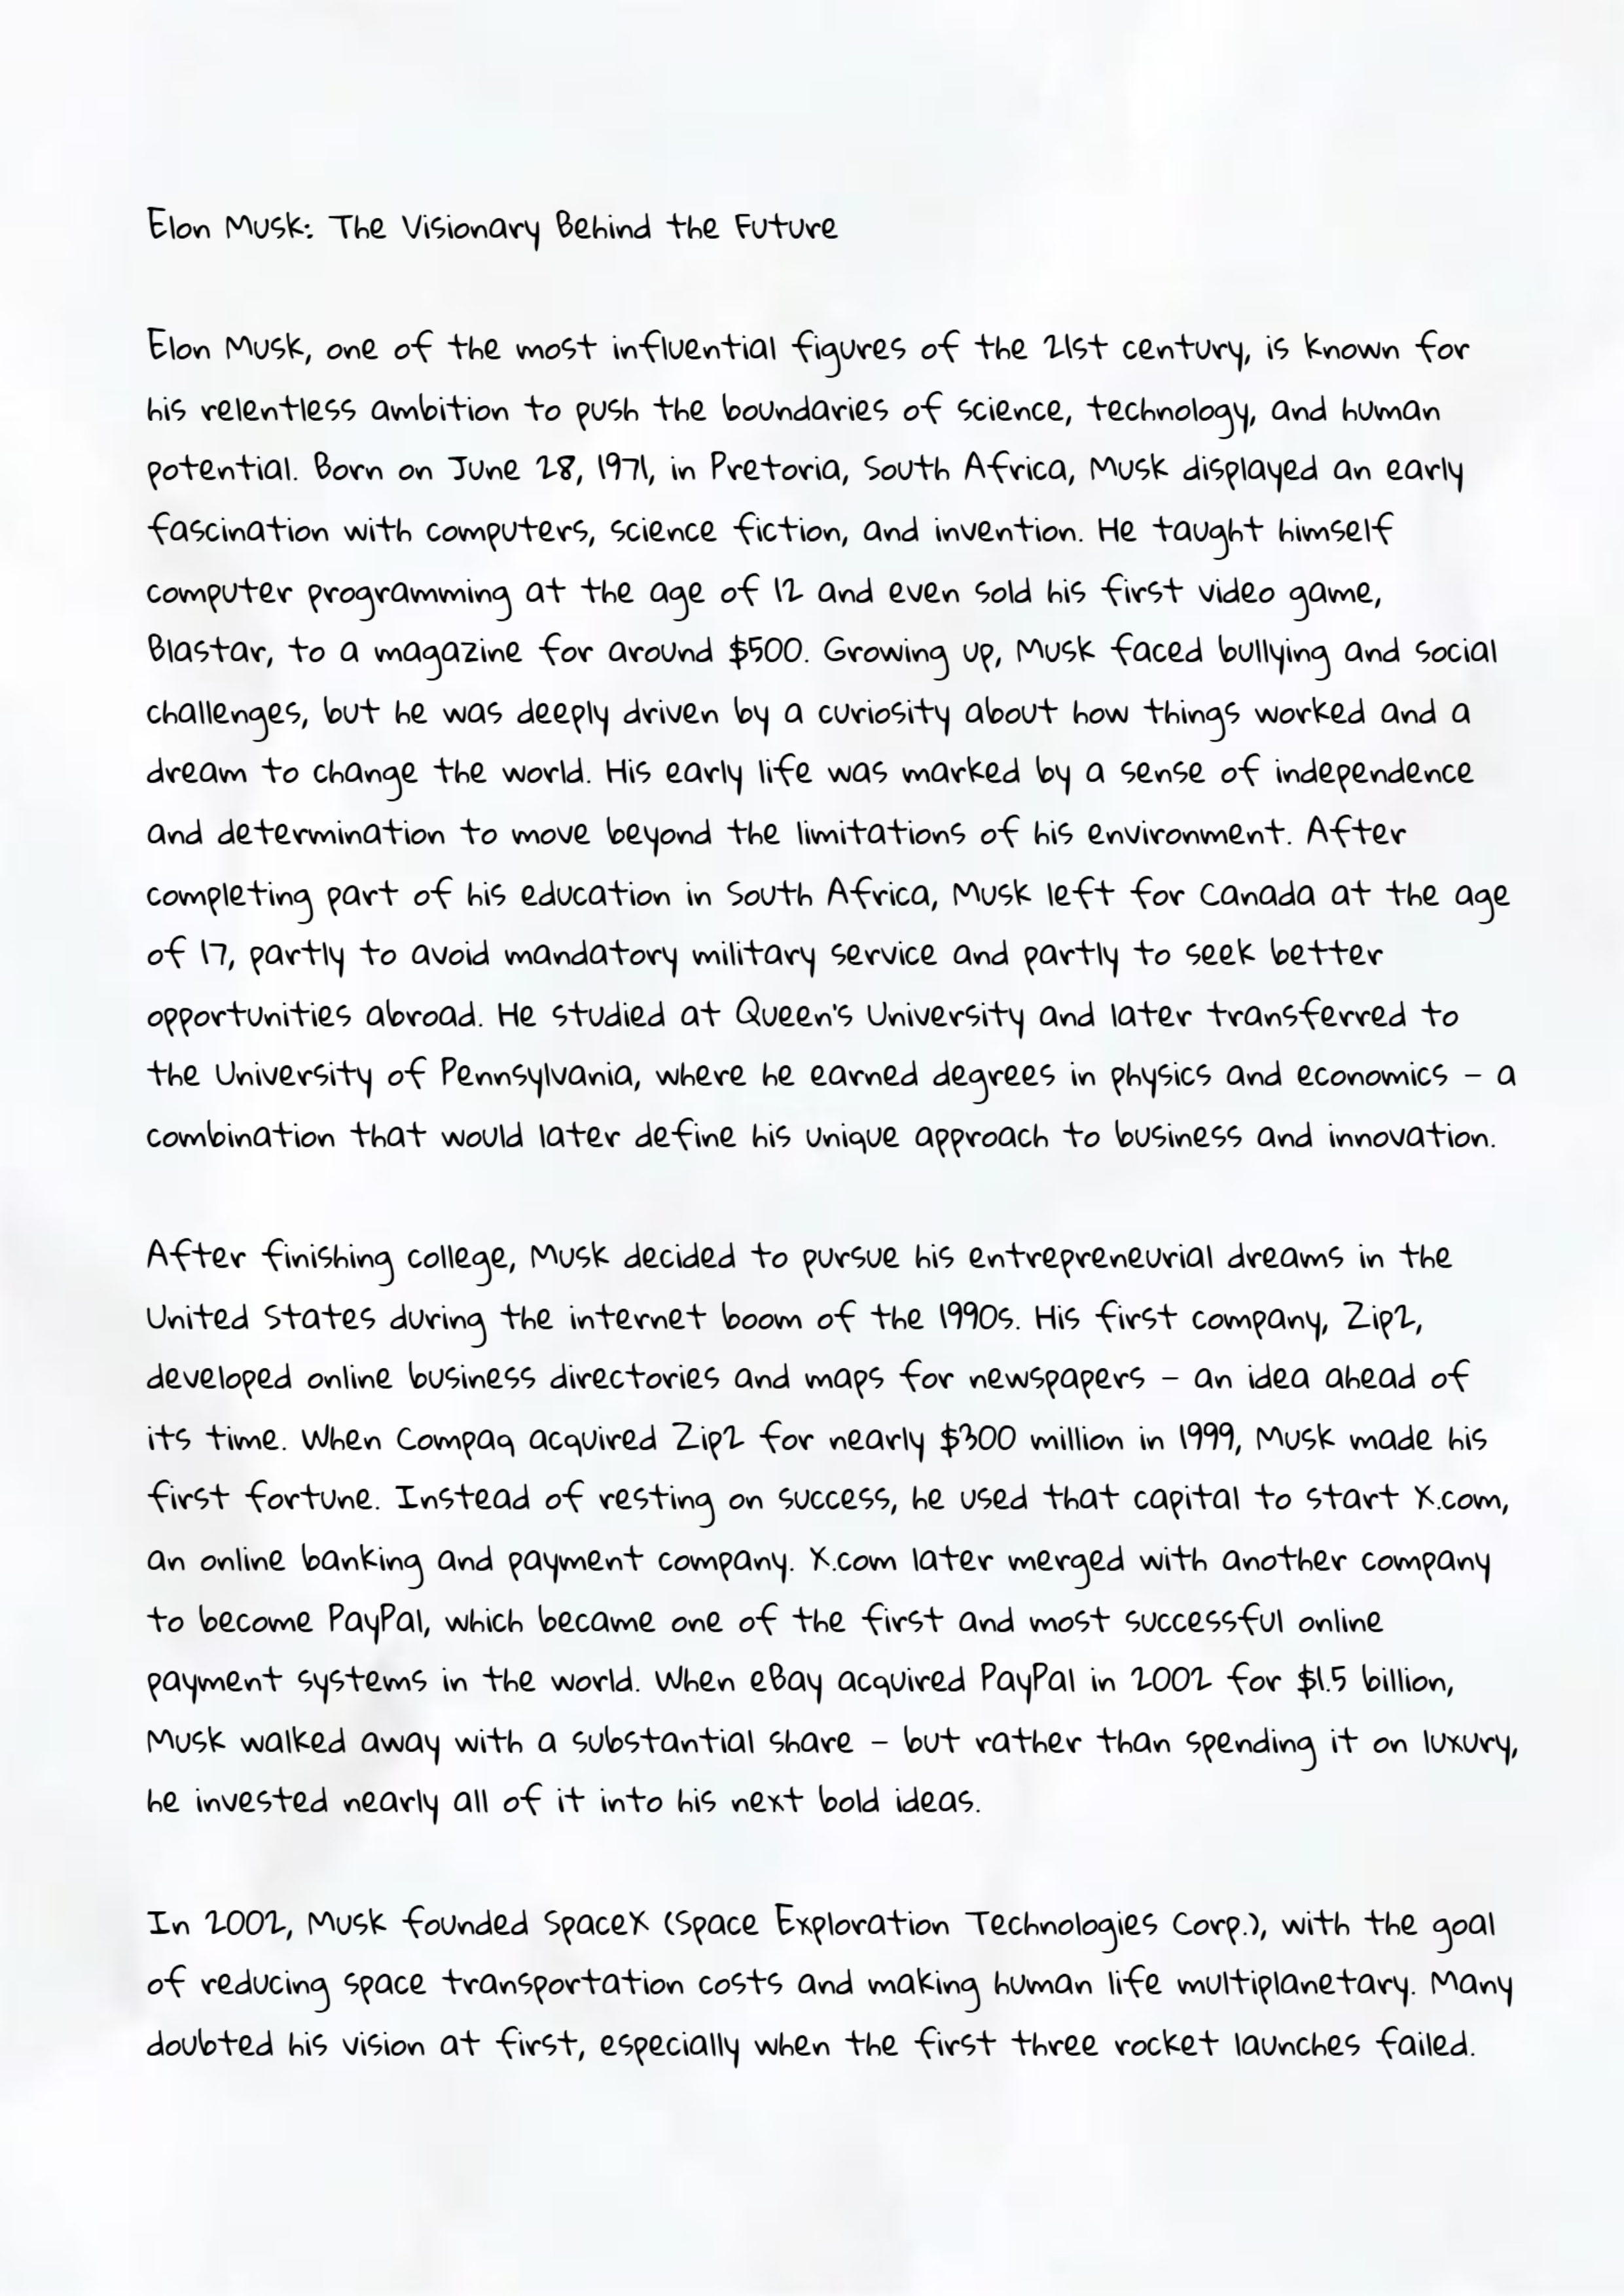 Elon Musk: The Visionary Behind the Future
Elon Musk, one of the most influential figures of the 21st century, is known for
his relentless ambition to push the boundaries of science, technology, and human
potential. Born on June 28, 1971, in Pretoria, South Africa, Musk displayed an early
fascination with computers, science fiction, and invention. He taught himself
computer programming at the age of 12 and even sold his first video game,
Blastar, to a magazine for around $500. Growing up, Musk faced bullying and social
challenges, but he was deeply driven by a curiosity about how things worked and a
dream to change the world. His early life was marked by a sense of independence
and determination to move beyond the limitations of his environment. After
completing part of his education in South Africa, Musk left for Canada at the age
of 17, partly to avoid mandatory military service and partly to seek better
opportunities abroad. He studied at Queen's University and later transferred to
the University of Pennsylvania, where he earned degrees in physics and economics – a
combination that would later define his unique approach to business and innovation.
After finishing college, Musk decided to pursue his entrepreneurial dreams in the
United States during the internet boom of the 1990s. His first company, Zip2,
developed online business directories and maps for newspapers – an idea ahead of
its time. When Compaq acquired Zip2 for nearly $300 million in 1999, Musk made his
first fortune. Instead of resting on success, he used that capital to start X.com,
an online banking and payment company. X.com later merged with another company
to become PayPal, which became one of the first and most successful online
payment systems in the world. When eBay acquired PayPal in 2002 for $1.5 billion,
Musk walked away with a substantial share – but rather than spending it on luxury,
he invested nearly all of it into his next bold ideas.
In 2002, Musk founded SpaceX (Space Exploration Technologies Corp.), with the goal
of reducing space transportation costs and making human life multiplanetary. Many
doubted his vision at first, especially when the first three rocket launches failed.